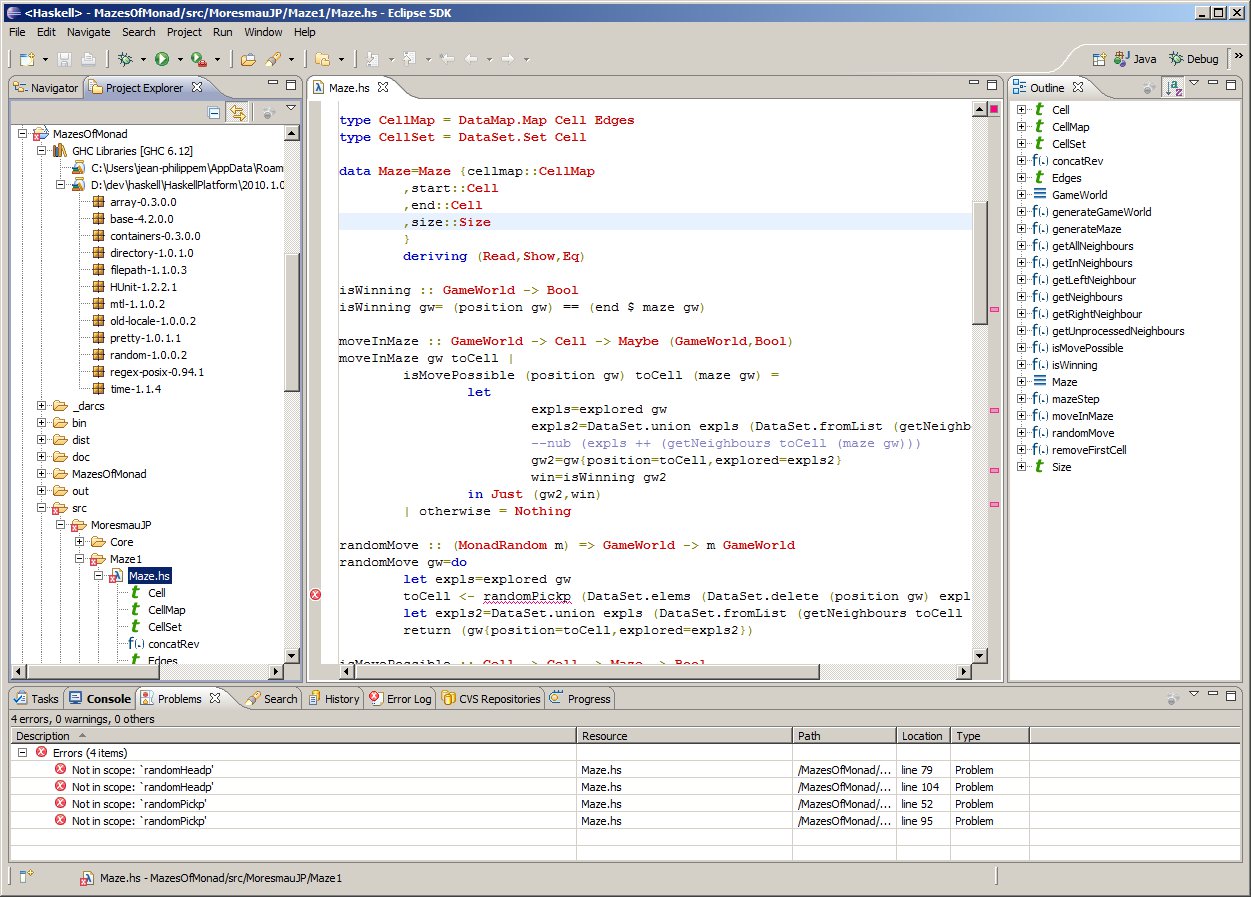 <Haskell> - MazesOfMonad/src/MoresmauJP/Maze1/Maze.hs - Eclipse SDK
File Edit Navigate Search Project Run Window Help
Java Debug
Navigator Project Explorer
MazesOfMonad
GHC Libraries [GHC 6.12]
C:\Users\jean-philippem\AppData\Roam
D:\dev\haskell\HaskellPlatform\2010.1.0
array-0.3.0.0
base-4.2.0.0
containers-0.3.0.0
directory-1.0.1.0
filepath-1.1.0.3
HUnit-1.2.2.1
mtl-1.1.0.2
old-locale-1.0.0.2
pretty-1.0.1.1
random-1.0.0.2
regex-posix-0.94.1
time-1.1.4
_darcs
bin
dist
doc
MazesOfMonad
out
src
MoresmauJP
Core
Maze1
Maze.hs
Cell
CellMap
CellSet
concatRev
Edges
Maze.hs
type CellMap = DataMap.Map Cell Edges
type CellSet = DataSet.Set Cell
data Maze=Maze {cellmap::CellMap
,start::Cell
,end::Cell
,size::Size
}
deriving (Read,Show,Eq)
isWinning :: GameWorld -> Bool
isWinning gw= (position gw) == (end $ maze gw)
moveInMaze :: GameWorld -> Cell -> Maybe (GameWorld,Bool)
moveInMaze gw toCell |
isMovePossible (position gw) toCell (maze gw) =
let
expls=explored gw
expls2=DataSet.union expls (DataSet.fromList (getNeighb
--nub (expls ++ (getNeighbours toCell (maze gw)))
gw2=gw{position=toCell,explored=expls2}
win=isWinning gw2
in Just (gw2,win)
| otherwise = Nothing
randomMove :: (MonadRandom m) => GameWorld -> m GameWorld
randomMove gw=do
let expls=explored gw
toCell <- randomPickp (DataSet.elems (DataSet.delete (position gw) expl
let expls2=DataSet.union expls (DataSet.fromList (getNeighbours toCell
return (gw{position=toCell,explored=expls2})
isMovePossible :: Cell -> Cell -> Maze -> Bool
Outline
Cell
CellMap
CellSet
concatRev
Edges
GameWorld
generateGameWorld
generateMaze
getAllNeighbours
getInNeighbours
getLeftNeighbour
getNeighbours
getRightNeighbour
getUnprocessedNeighbours
isMovePossible
isWinning
Maze
mazeStep
moveInMaze
randomMove
removeFirstCell
Size
Tasks Console Problems Search History Error Log CVS Repositories Progress
4 errors, 0 warnings, 0 others
Description Resource Path Location Type
Errors (4 items)
Not in scope: `randomHeadp' Maze.hs /MazesOfMonad/... line 79 Problem
Not in scope: `randomHeadp' Maze.hs /MazesOfMonad/... line 104 Problem
Not in scope: `randomPickp' Maze.hs /MazesOfMonad/... line 52 Problem
Not in scope: `randomPickp' Maze.hs /MazesOfMonad/... line 95 Problem
Maze.hs - MazesOfMonad/src/MoresmauJP/Maze1